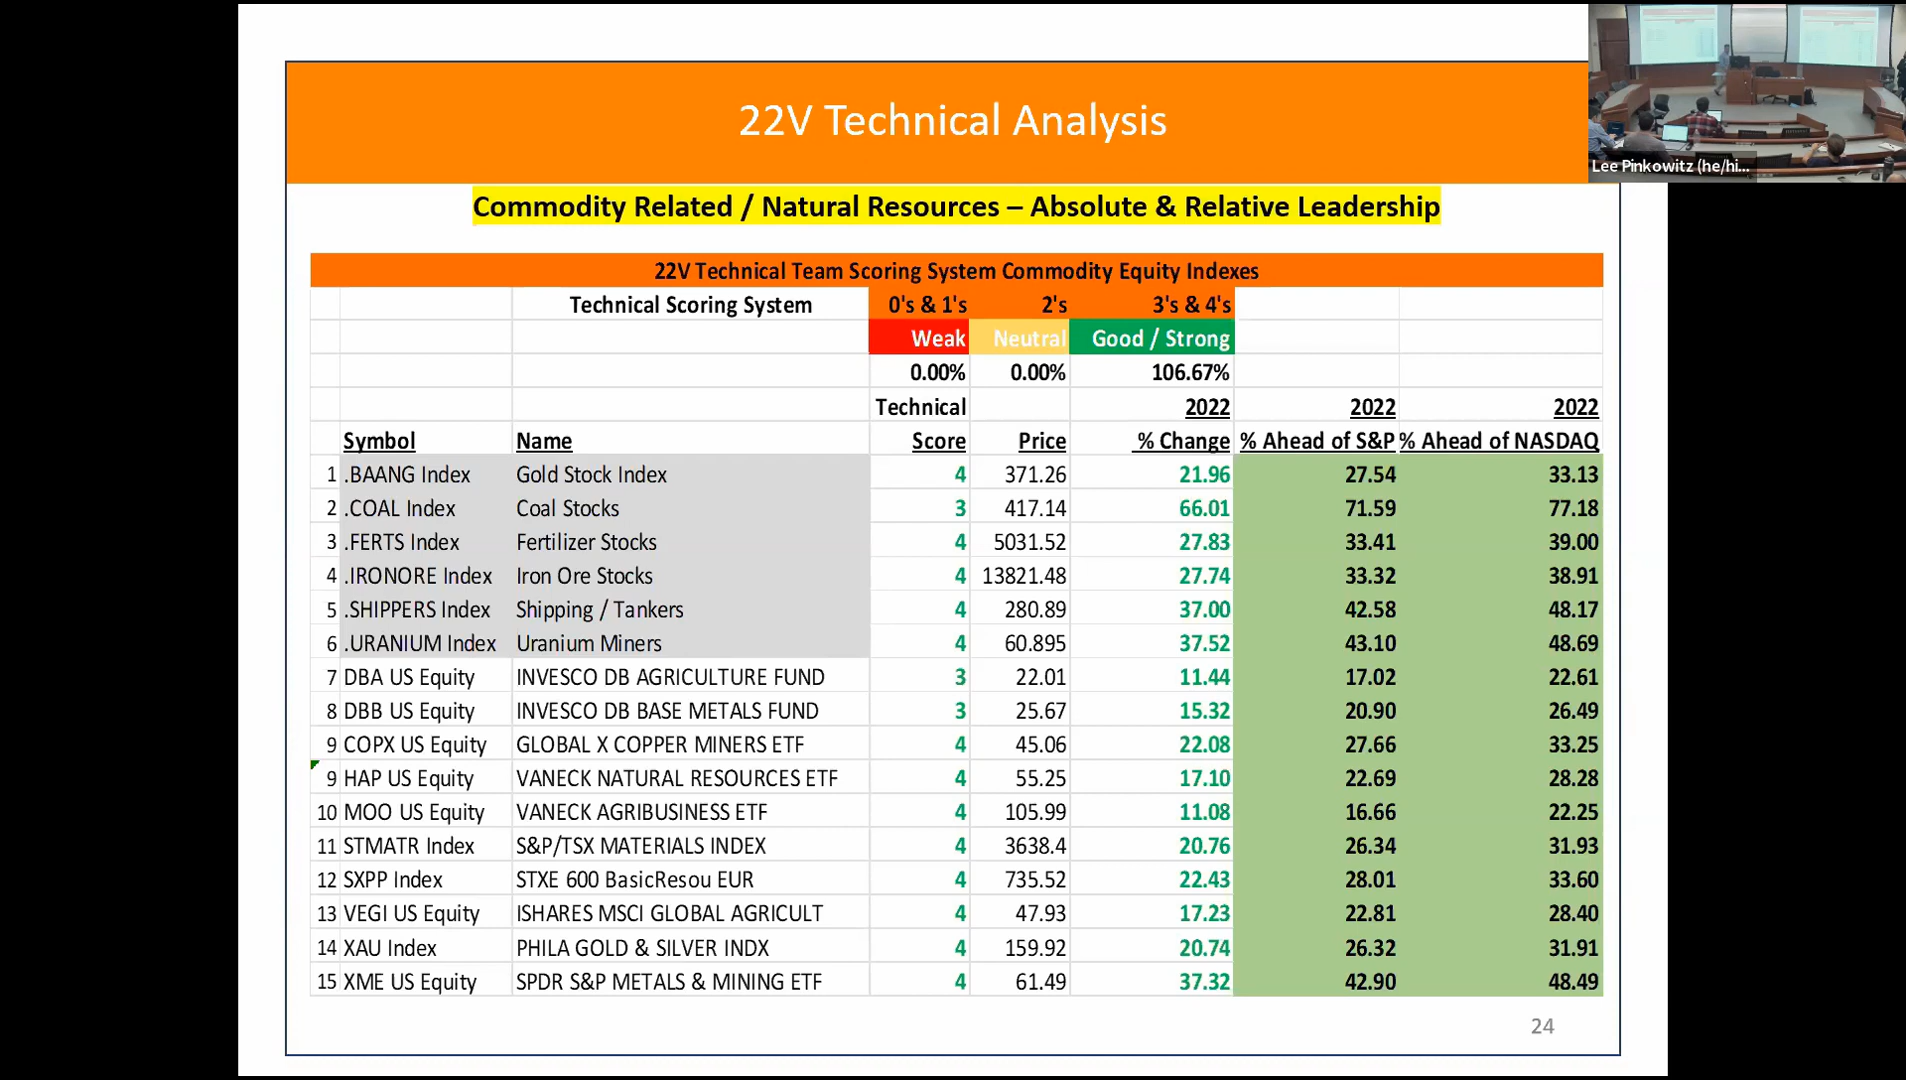 22V Technical Analysis
Lee Pinkowitz (he/hi...
Commodity Related / Natural Resources – Absolute & Relative Leadership
22V Technical Team Scoring System Commodity Equity Indexes
Technical Scoring System 0's & 1's 2's 3's & 4's
Weak Neutral Good / Strong
0.00% 0.00% 106.67%
Technical 2022 2022 2022
Symbol Name Score Price % Change % Ahead of S&P % Ahead of NASDAQ
1 .BAANG Index Gold Stock Index 4 371.26 21.96 27.54 33.13
2 .COAL Index Coal Stocks 3 417.14 66.01 71.59 77.18
3 .FERTS Index Fertilizer Stocks 4 5031.52 27.83 33.41 39.00
4 .IRONORE Index Iron Ore Stocks 4 13821.48 27.74 33.32 38.91
5 .SHIPPERS Index Shipping / Tankers 4 280.89 37.00 42.58 48.17
6 .URANIUM Index Uranium Miners 4 60.895 37.52 43.10 48.69
7 DBA US Equity INVESCO DB AGRICULTURE FUND 3 22.01 11.44 17.02 22.61
8 DBB US Equity INVESCO DB BASE METALS FUND 3 25.67 15.32 20.90 26.49
9 COPX US Equity GLOBAL X COPPER MINERS ETF 4 45.06 22.08 27.66 33.25
9 HAP US Equity VANECK NATURAL RESOURCES ETF 4 55.25 17.10 22.69 28.28
10 MOO US Equity VANECK AGRIBUSINESS ETF 4 105.99 11.08 16.66 22.25
11 STMATR Index S&P/TSX MATERIALS INDEX 4 3638.4 20.76 26.34 31.93
12 SXPP Index STXE 600 BasicResou EUR 4 735.52 22.43 28.01 33.60
13 VEGI US Equity ISHARES MSCI GLOBAL AGRICULT 4 47.93 17.23 22.81 28.40
14 XAU Index PHILA GOLD & SILVER INDX 4 159.92 20.74 26.32 31.91
15 XME US Equity SPDR S&P METALS & MINING ETF 4 61.49 37.32 42.90 48.49
24